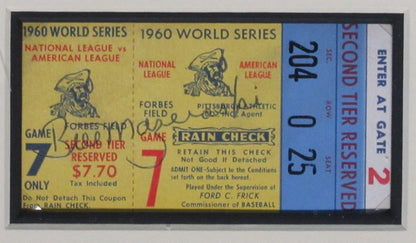 1960 WORLD SERIES
NATIONAL LEAGUE vs
AMERICAN LEAGUE
FORBES FIELD
GAME
7
ONLY
SECOND TIER
RESERVED
$7.70
Tax Included
Do Not Detach This Coupon
From RAIN CHECK.
1960 WORLD SERIES
NATIONAL LEAGUE
vs
AMERICAN LEAGUE
FORBES
FIELD
PITTSBURGH ATHLETIC
Agent
GAME
7
RAIN CHECK
RETAIN THIS CHECK
Not Good if Detached
ADMIT ONE—Subject to the Conditions
set forth on the back hereof.
Played Under the Supervision of
FORD C. FRICK
Commissioner of BASEBALL
Bill Mazeroski
SEC.
204
ROW
0
SEAT
25
SECOND TIER RESERVED
ENTER AT GATE
2